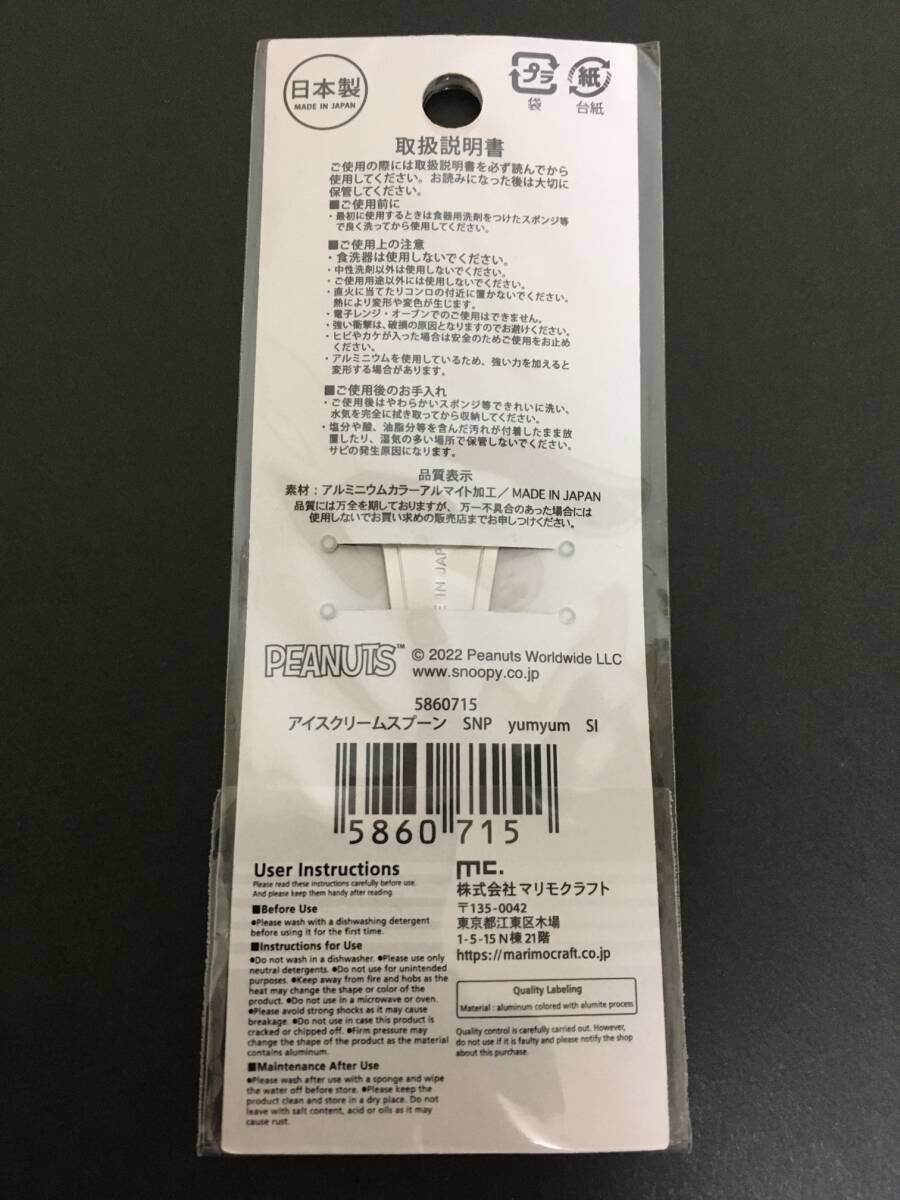 日本製
MADE IN JAPAN
プラ
袋
紙
台紙
取扱説明書
ご使用の際には取扱説明書を必ず読んでから
使用してください。お読みになった後は大切に
保管してください。
■ご使用前に
・最初に使用するときは食器用洗剤をつけたスポンジ等
で良く洗ってから使用してください。
■ご使用上の注意
・食洗器は使用しないでください。
・中性洗剤以外は使用しないでください。
・ご使用用途以外には使用しないでください。
・直火に当てたりコンロの付近に置かないでください。
熱により変形や変色が生じます。
・電子レンジ・オーブンでのご使用はできません。
・強い衝撃は、破損の原因となりますのでお避けください。
・ヒビやカケが入った場合は安全のためご使用をお止め
ください。
・アルミニウムを使用しているため、強い力を加えると
変形する場合があります。
■ご使用後のお手入れ
・ご使用後はやわらかいスポンジ等できれいに洗い、
水気を完全に拭き取ってから収納してください。
・塩分や酸、油脂分等を含んだ汚れが付着したまま放
置したり、湿気の多い場所で保管しないでください。
サビの発生原因になります。
品質表示
素材：アルミニウムカラーアルマイト加工／MADE IN JAPAN
品質には万全を期しておりますが、万一不具合のあった場合には
使用しないでお買い求めの販売店までお申しつけください。
E IN JAP
PEANUTS™
© 2022 Peanuts Worldwide LLC
www.snoopy.co.jp
5860715
アイスクリームスプーン SNP yumyum SI
5860 715
User Instructions
Please read these instructions carefully before use.
And please keep them handy after reading.
■Before Use
●Please wash with a dishwashing detergent
before using it for the first time.
■Instructions for Use
●Do not wash in a dishwasher. ●Please use only
neutral detergents. ●Do not use for unintended
purposes. ●Keep away from fire and hobs as the
heat may change the shape or color of the
product. ●Do not use in a microwave or oven.
●Please avoid strong shocks as it may cause
breakage. ●Do not use in case this product is
cracked or chipped off. ●Firm pressure may
change the shape of the product as the material
contains aluminum.
■Maintenance After Use
●Please wash after use with a sponge and wipe
the water off before store. ●Please keep the
product clean and store in a dry place. Do not
leave with salt content, acid or oils as it may
cause rust.
mc.
株式会社マリモクラフト
〒135-0042
東京都江東区木場
1-5-15 N棟 21階
https://marimocraft.co.jp
Quality Labeling
Material : aluminum colored with alumite process
Quality control is carefully carried out. However,
do not use if it is faulty and please notify the shop
about this purchase.